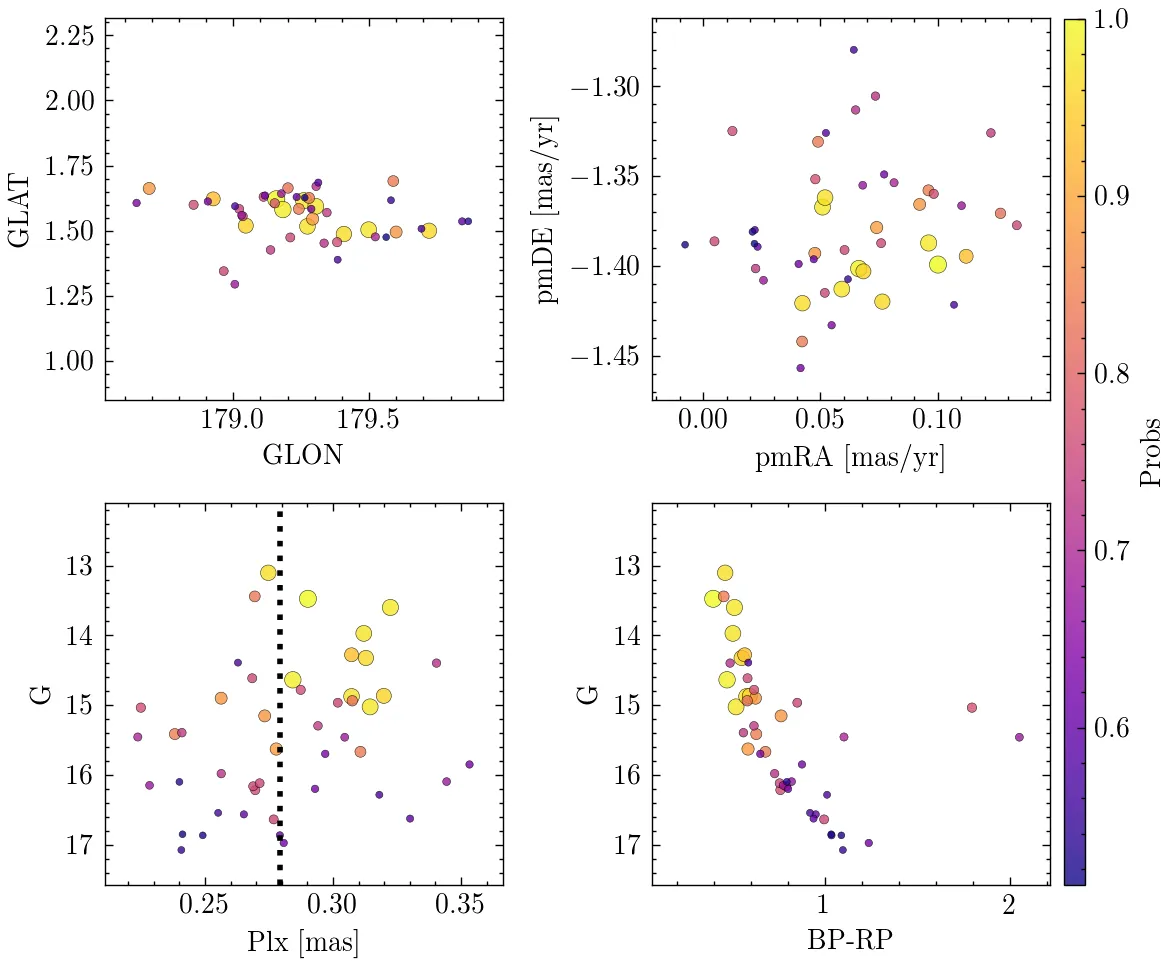 2.25
2.00
1.75
1.50
1.25
1.00
GLAT
179.0 179.5
GLON
−1.30
−1.35
−1.40
−1.45
pmDE [mas/yr]
0.00 0.05 0.10
pmRA [mas/yr]
13
14
15
16
17
G
0.25 0.30 0.35
Plx [mas]
13
14
15
16
17
G
1 2
BP-RP
1.0
0.9
0.8
0.7
0.6
Probs